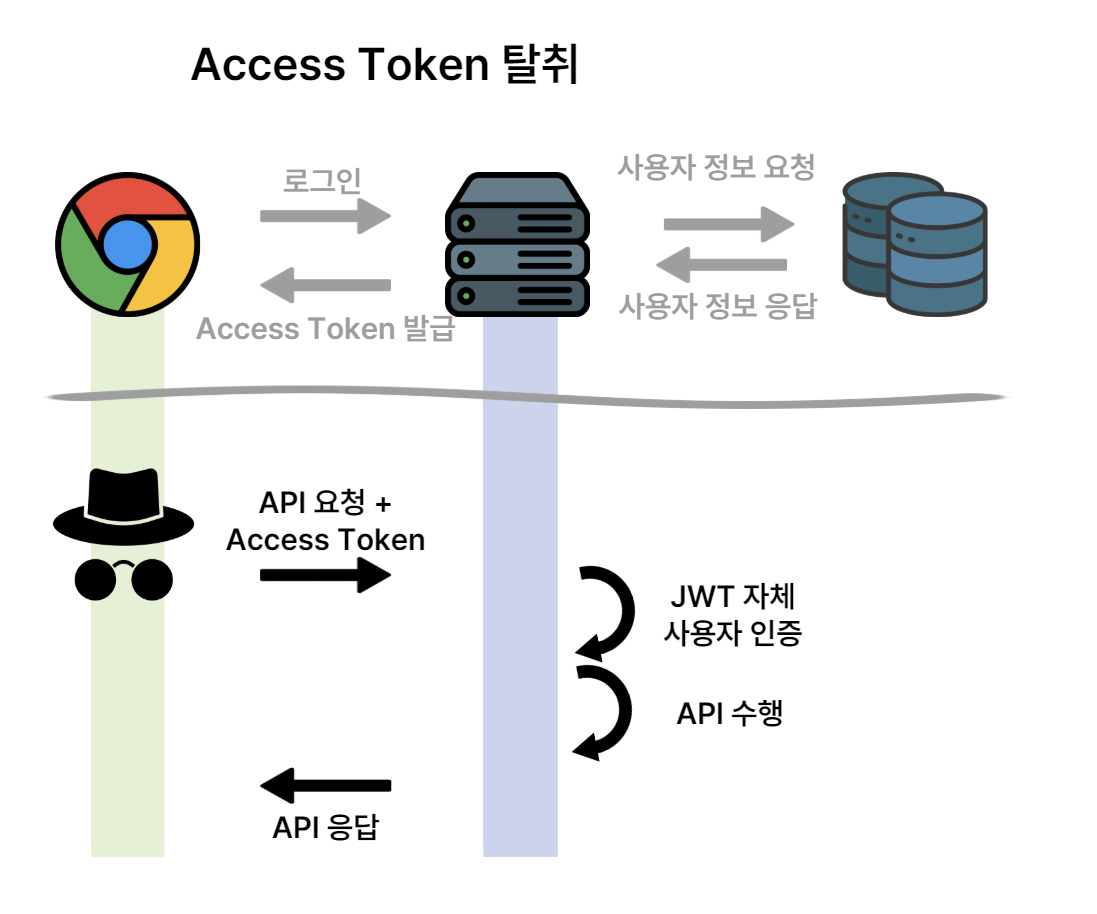 Access Token 탈취
로그인
Access Token 발급
사용자 정보 요청
사용자 정보 응답
API 요청 +
Access Token
JWT 자체
사용자 인증
API 수행
API 응답